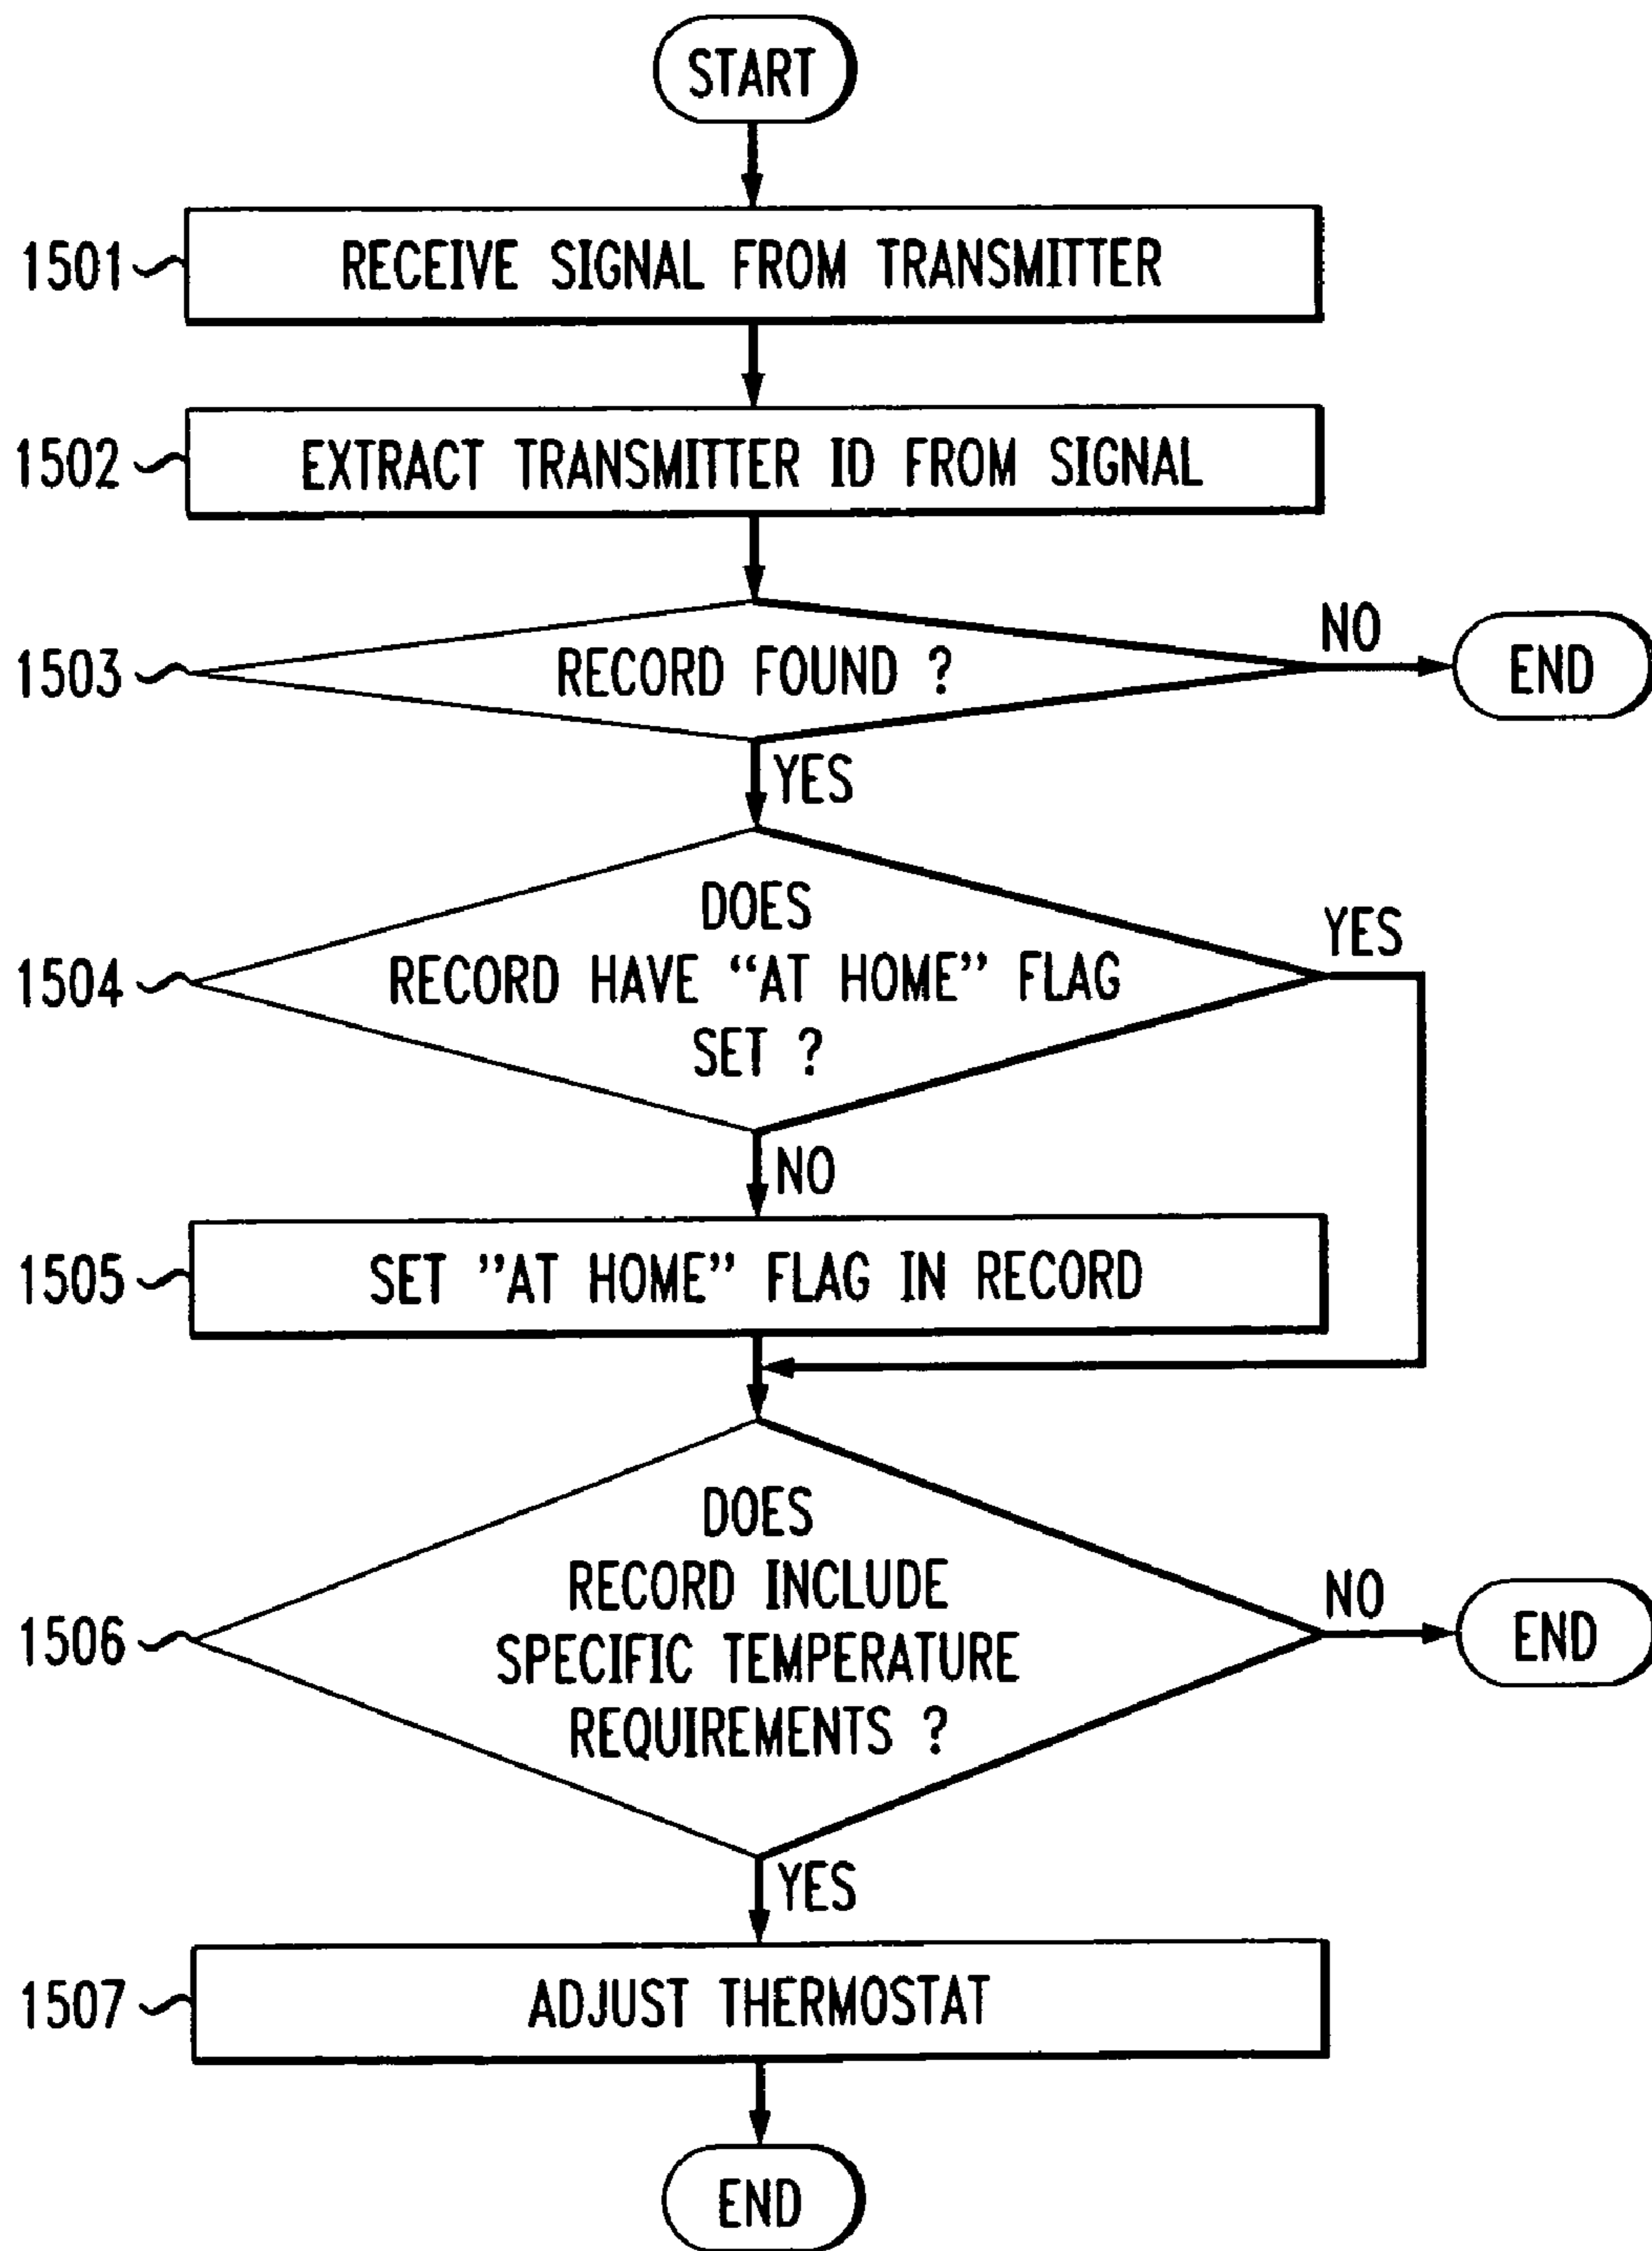 START
1501
RECEIVE SIGNAL FROM TRANSMITTER
1502
EXTRACT TRANSMITTER ID FROM SIGNAL
1503
RECORD FOUND ?
NO
END
YES
1504
DOES
RECORD HAVE “AT HOME” FLAG
SET ?
YES
NO
1505
SET ”AT HOME” FLAG IN RECORD
1506
DOES
RECORD INCLUDE
SPECIFIC TEMPERATURE
REQUIREMENTS ?
NO
END
YES
1507
ADJUST THERMOSTAT
END